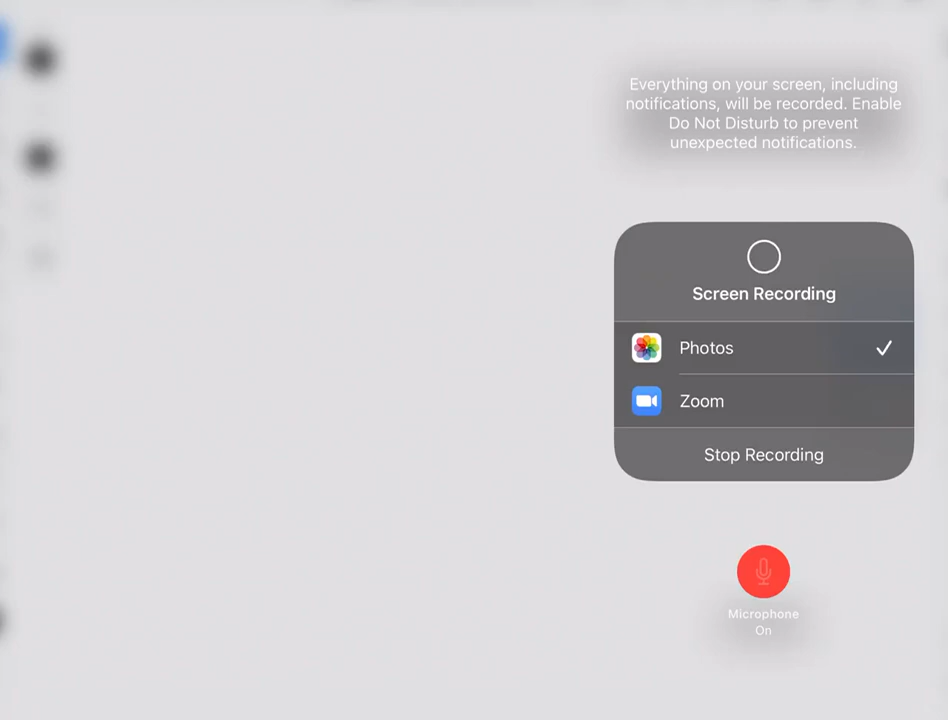 Everything on your screen, including
notifications, will be recorded. Enable
Do Not Disturb to prevent
unexpected notifications.
Screen Recording
Photos
Zoom
Stop Recording
Microphone
On